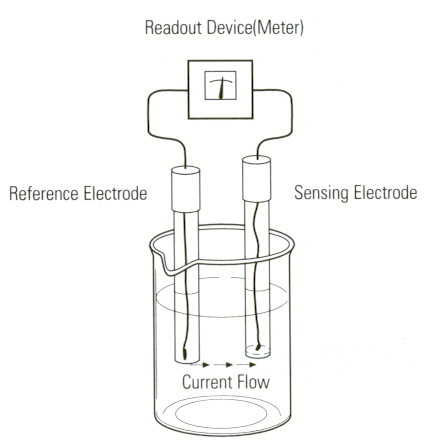 Readout Device(Meter)
Reference Electrode
Sensing Electrode
Current Flow